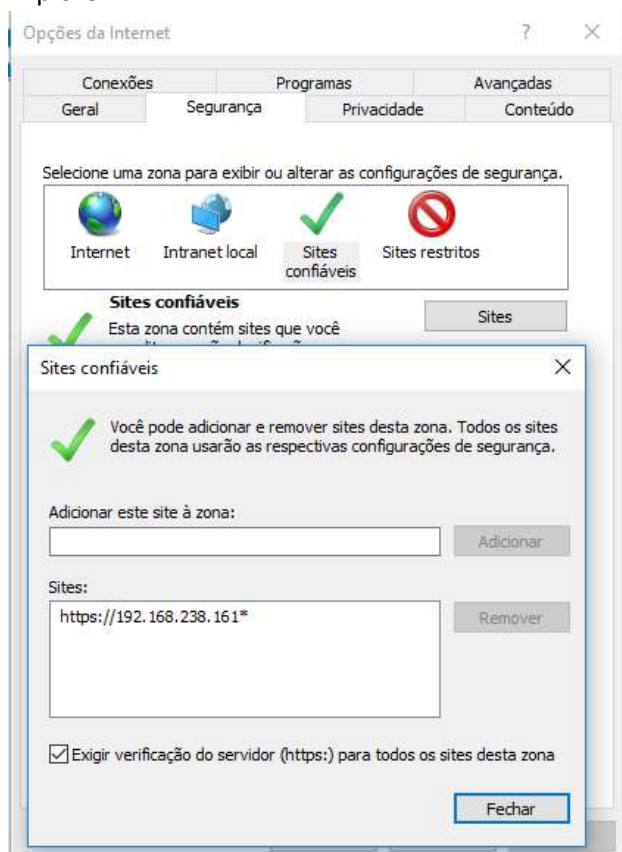 Opções da Internet
?
Conexões Programas Avançadas
Geral Segurança Privacidade Conteúdo
Selecione uma zona para exibir ou alterar as configurações de segurança.
Internet Intranet local Sites confiáveis Sites restritos
Sites confiáveis
Sites
Esta zona contém sites que você
Sites confiáveis
Você pode adicionar e remover sites desta zona. Todos os sites
desta zona usarão as respectivas configurações de segurança.
Adicionar este site à zona:
Adicionar
Sites:
https://192.168.238.161*
Remover
Exigir verificação do servidor (https:) para todos os sites desta zona
Fechar